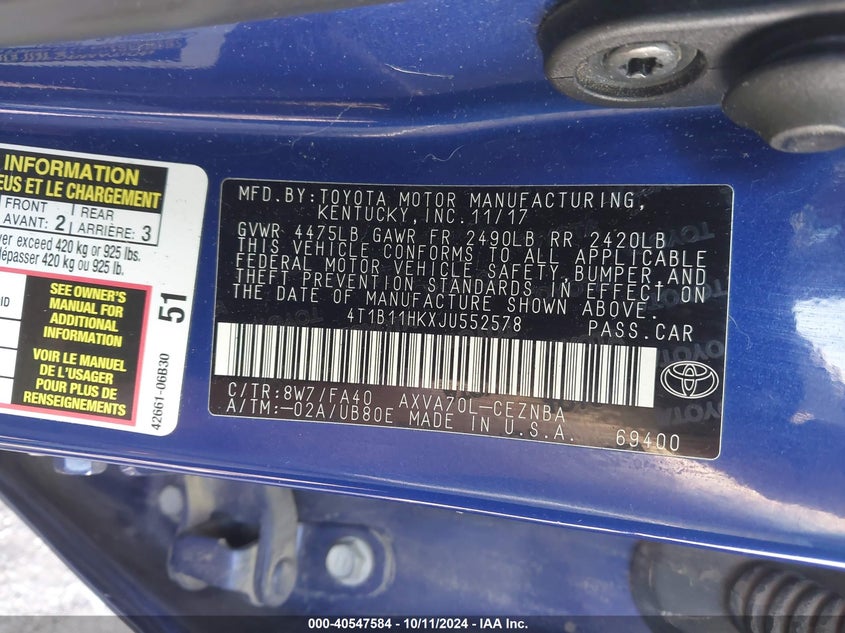 INFORMATION
EUS ET LE CHARGEMENT
FRONT
AVANT: 2
REAR
ARRIÈRE: 3
ver exceed 420 kg or 925 lbs.
dépasser 420 kg ou 925 lb.
SEE OWNER'S
MANUAL FOR
ADDITIONAL
INFORMATION
VOIR LE MANUEL
DE L'USAGER
POUR PLUS DE
RENSEIGNEMENTS
51
42661-06B30
MFD.BY:TOYOTA MOTOR MANUFACTURING,
KENTUCKY,INC.11/17
GVWR 4475LB GAWR FR 2490LB RR 2420LB
THIS VEHICLE CONFORMS TO ALL APPLICABLE
FEDERAL MOTOR VEHICLE SAFETY,BUMPER,AND
THEFT PREVENTION STANDARDS IN EFFECT ON
THE DATE OF MANUFACTURE SHOWN ABOVE.
4T1B11HKXJU552578 PASS.CAR
C/TR:8W7/FA40 AXVA70L-CEZNBA
A/TM:-02A/UB80E MADE IN U.S.A. 69400
000-40547584 - 10/11/2024 - IAA Inc.